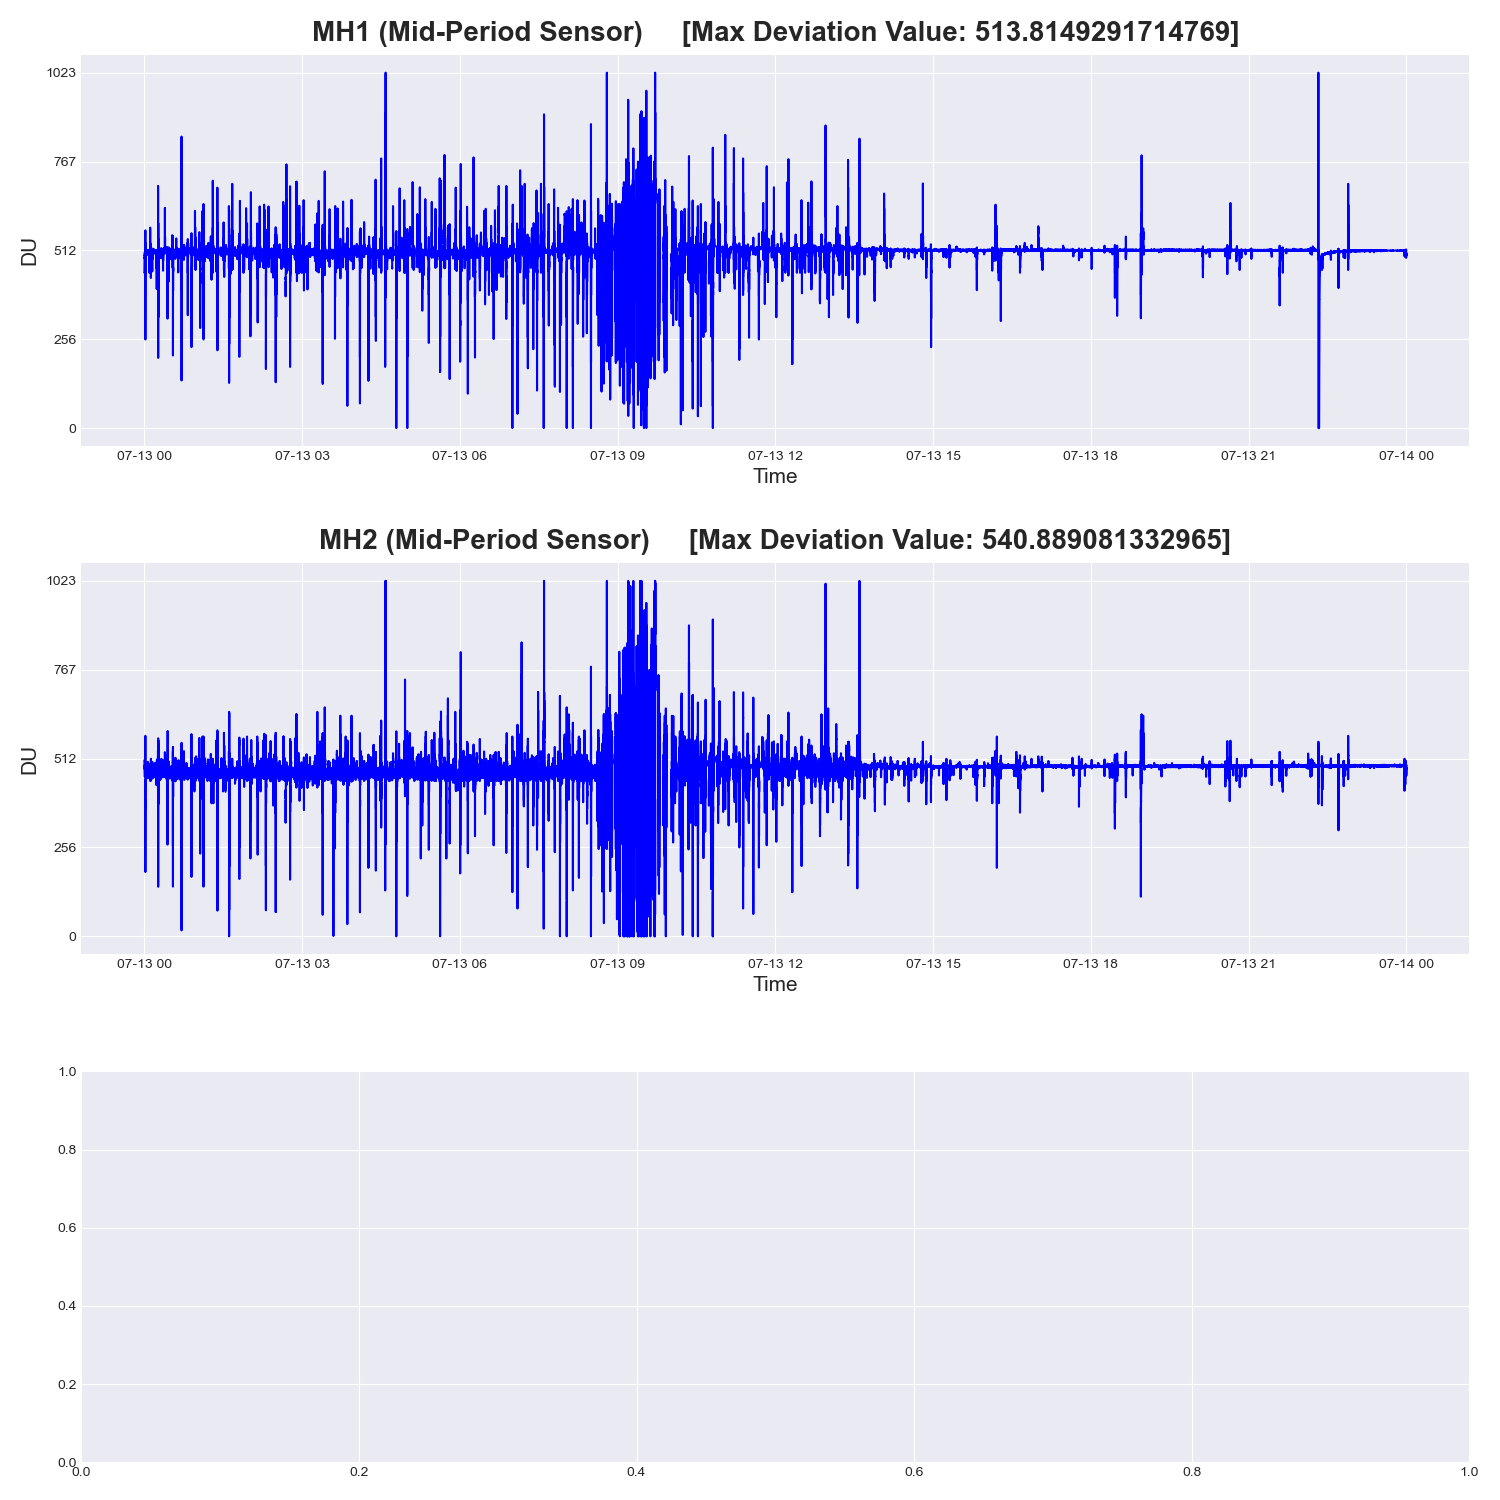 MH1 (Mid-Period Sensor) [Max Deviation Value: 513.8149291714769]
1023
767
512
256
0
DU
07-13 00 07-13 03 07-13 06 07-13 09 07-13 12 07-13 15 07-13 18 07-13 21 07-14 00
Time
MH2 (Mid-Period Sensor) [Max Deviation Value: 540.889081332965]
1023
767
512
256
0
DU
07-13 00 07-13 03 07-13 06 07-13 09 07-13 12 07-13 15 07-13 18 07-13 21 07-14 00
Time
1.0
0.8
0.6
0.4
0.2
0.0
0.0 0.2 0.4 0.6 0.8 1.0